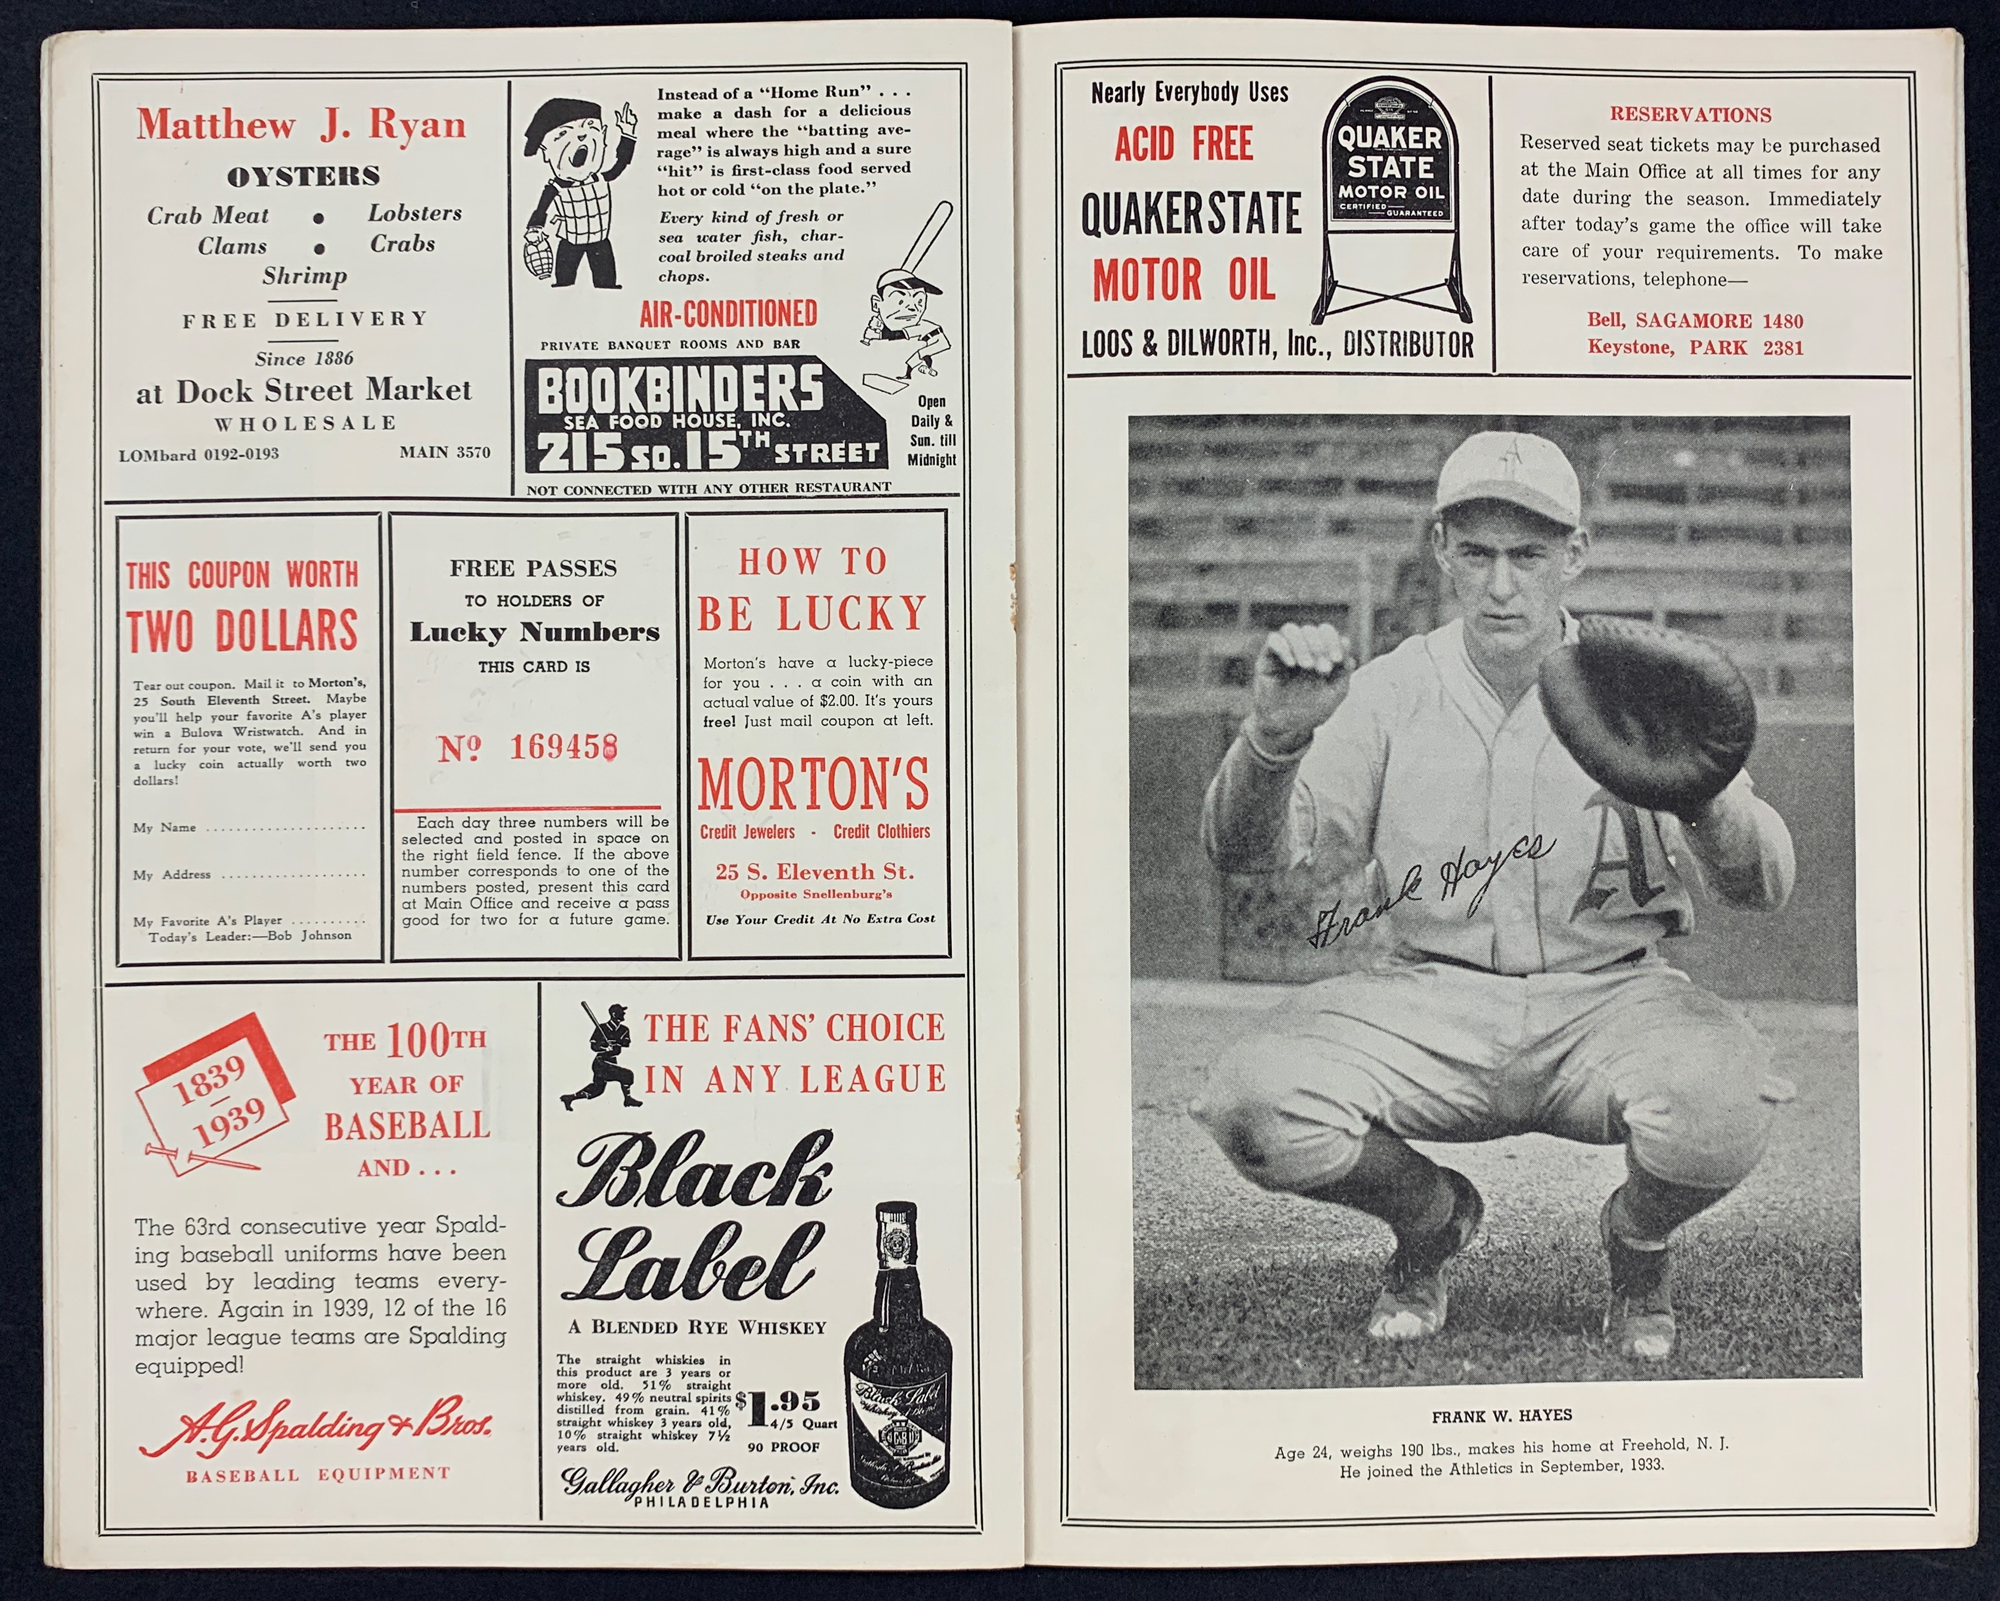 Matthew J. Ryan
OYSTERS
Crab Meat • Lobsters
Clams • Crabs
Shrimp
FREE DELIVERY
Since 1886
at Dock Street Market
WHOLESALE
LOMbard 0192-0193 MAIN 3570
Instead of a "Home Run" . . .
make a dash for a delicious
meal where the "batting ave-
rage" is always high and a sure
"hit" is first-class food served
hot or cold "on the plate."
Every kind of fresh or
sea water fish, char-
coal broiled steaks and
chops.
AIR-CONDITIONED
PRIVATE BANQUET ROOMS AND BAR
BOOKBINDERS
SEA FOOD HOUSE, INC.
215 SO. 15TH STREET
Open
Daily &
Sun. till
Midnight
NOT CONNECTED WITH ANY OTHER RESTAURANT
THIS COUPON WORTH
TWO DOLLARS
Tear out coupon. Mail it to Morton's,
25 South Eleventh Street. Maybe
you'll help your favorite A's player
win a Bulova Wristwatch. And in
return for your vote, we'll send you
a lucky coin actually worth two
dollars!
My Name .....................
My Address ...................
My Favorite A's Player ..........
Today's Leader:—Bob Johnson
FREE PASSES
TO HOLDERS OF
Lucky Numbers
THIS CARD IS
Nº 169458
Each day three numbers will be
selected and posted in space on
the right field fence. If the above
number corresponds to one of the
numbers posted, present this card
at Main Office and receive a pass
good for two for a future game.
HOW TO
BE LUCKY
Morton's have a lucky-piece
for you . . . a coin with an
actual value of $2.00. It's yours
free! Just mail coupon at left.
MORTON'S
Credit Jewelers - Credit Clothiers
25 S. Eleventh St.
Opposite Snellenburg's
Use Your Credit At No Extra Cost
1839
1939
THE 100TH
YEAR OF
BASEBALL
AND . . .
The 63rd consecutive year Spald-
ing baseball uniforms have been
used by leading teams every-
where. Again in 1939, 12 of the 16
major league teams are Spalding
equipped!
A.G. Spalding & Bros.
BASEBALL EQUIPMENT
THE FANS' CHOICE
IN ANY LEAGUE
Black
Label
A BLENDED RYE WHISKEY
The straight whiskies in
this product are 3 years or
more old. 51% straight
whiskey. 49% neutral spirits
distilled from grain. 41%
straight whiskey 3 years old,
10% straight whiskey 7½
years old.
$1.95
4/5 Quart
90 PROOF
Gallagher & Burton, Inc.
PHILADELPHIA
Black Label
G&B
Nearly Everybody Uses
ACID FREE
QUAKER STATE
MOTOR OIL
QUAKER
STATE
MOTOR OIL
CERTIFIED
GUARANTEED
LOOS & DILWORTH, Inc., DISTRIBUTOR
RESERVATIONS
Reserved seat tickets may be purchased
at the Main Office at all times for any
date during the season. Immediately
after today's game the office will take
care of your requirements. To make
reservations, telephone—
Bell, SAGAMORE 1480
Keystone, PARK 2381
A
A
Frank Hayes
FRANK W. HAYES
Age 24, weighs 190 lbs., makes his home at Freehold, N. J.
He joined the Athletics in September, 1933.